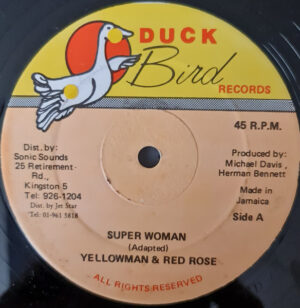 DUCK
Bird
RECORDS
45 R.P.M.
Dist. by:
Sonic Sounds
25 Retirement
Rd.,
Kingston 5
Tel: 926-1204
Dist. by Jet Star
Tel: 01-961 5818
Produced by:
Michael Davis,
Herman Bennett
Made in
Jamaica
Side A
SUPER WOMAN
(Adapted)
YELLOWMAN & RED ROSE
ALL RIGHTS RESERVED